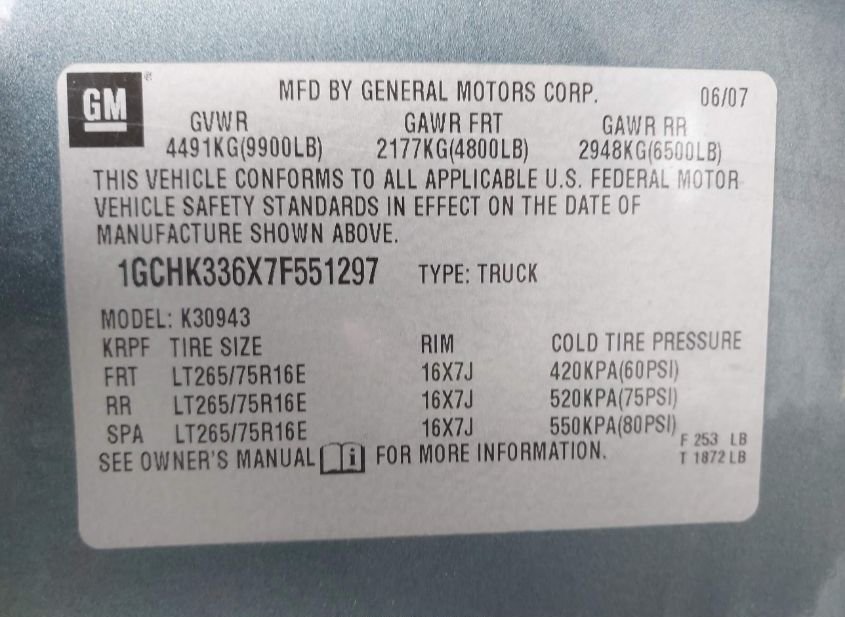 GM
MFD BY GENERAL MOTORS CORP. 06/07
GVWR GAWR FRT GAWR RR
4491KG(9900LB) 2177KG(4800LB) 2948KG(6500LB)
THIS VEHICLE CONFORMS TO ALL APPLICABLE U.S. FEDERAL MOTOR
VEHICLE SAFETY STANDARDS IN EFFECT ON THE DATE OF
MANUFACTURE SHOWN ABOVE.
1GCHK336X7F551297 TYPE: TRUCK
MODEL: K30943
KRPF TIRE SIZE RIM COLD TIRE PRESSURE
FRT LT265/75R16E 16X7J 420KPA(60PSI)
RR LT265/75R16E 16X7J 520KPA(75PSI)
SPA LT265/75R16E 16X7J 550KPA(80PSI)
F 253 LB
SEE OWNER'S MANUAL i FOR MORE INFORMATION. T 1872 LB